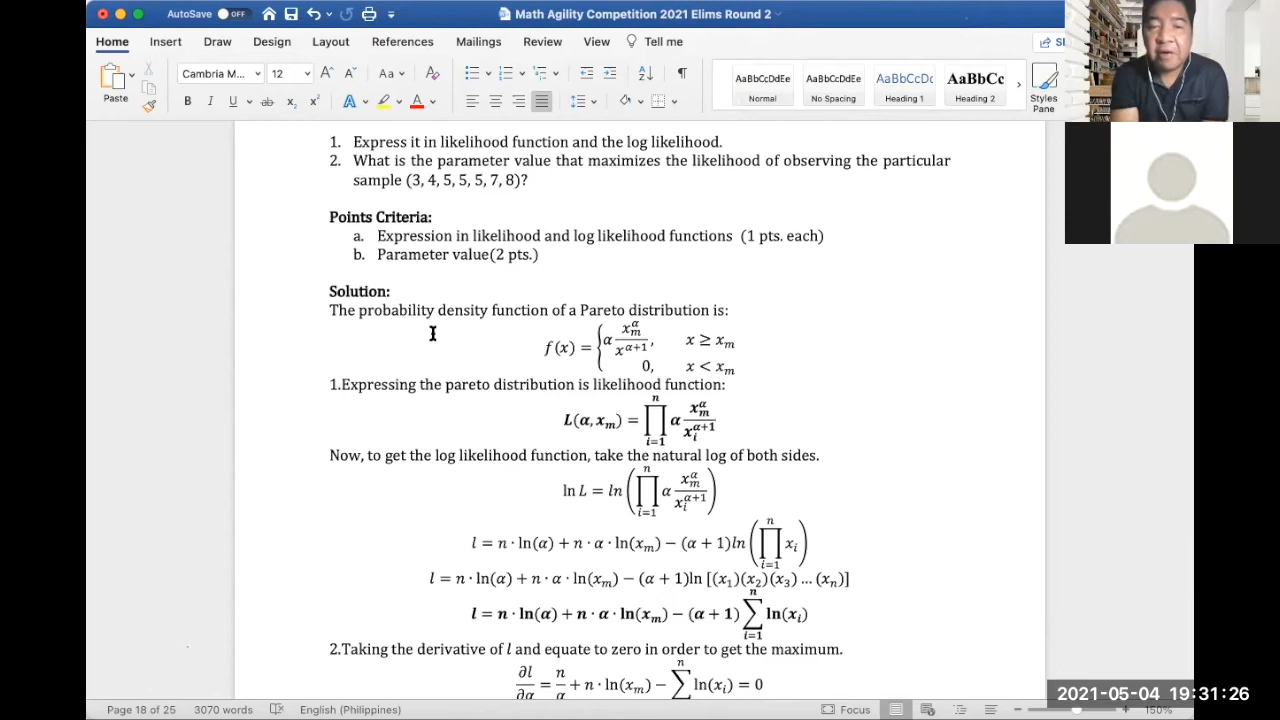 AutoSave OFF
Math Agility Competition 2021 Elims Round 2
Home Insert Draw Design Layout References Mailings Review View Tell me
Paste Cambria M... 12 A A Aa A
B I U ab x₂ x² A A
AaBbCcDdEe AaBbCcDdEe AaBbCcDc AaBbCc
Normal No Spacing Heading 1 Heading 2 Styles Pane
1. Express it in likelihood function and the log likelihood.
2. What is the parameter value that maximizes the likelihood of observing the particular
sample (3, 4, 5, 5, 5, 7, 8)?
Points Criteria:
a. Expression in likelihood and log likelihood functions (1 pts. each)
b. Parameter value(2 pts.)
Solution:
The probability density function of a Pareto distribution is:
f(x) = { α x_m^α / x^(α+1), x ≥ x_m
0, x < x_m
1.Expressing the pareto distribution is likelihood function:
L(α, x_m) = ∏_{i=1}^{n} α x_m^α / x_i^(α+1)
Now, to get the log likelihood function, take the natural log of both sides.
ln L = ln (∏_{i=1}^{n} α x_m^α / x_i^(α+1))
l = n · ln(α) + n · α · ln(x_m) − (α + 1)ln (∏_{i=1}^{n} x_i)
l = n · ln(α) + n · α · ln(x_m) − (α + 1)ln [(x₁)(x₂)(x₃) … (x_n)]
l = n · ln(α) + n · α · ln(x_m) − (α + 1) ∑_{i=1}^{n} ln(x_i)
2.Taking the derivative of l and equate to zero in order to get the maximum.
∂l/∂α = n/α + n · ln(x_m) − ∑^{n} ln(x_i) = 0
Page 18 of 25 3070 words English (Philippines) Focus 150%
2021-05-04 19:31:26